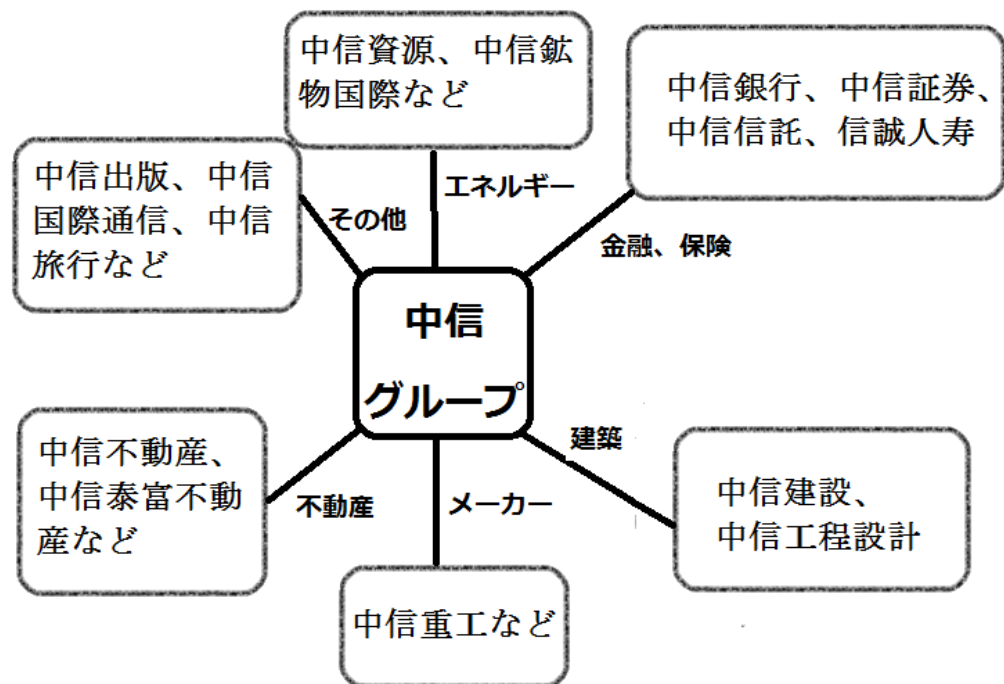 中信資源、中信鉱
物国際など
中信銀行、中信証券、
中信信託、信誠人寿
中信出版、中信
国際通信、中信
旅行など
エネルギー
その他
金融、保険
中信
グループ
建築
不動産
メーカー
中信不動産、
中信泰富不動
産など
中信建設、
中信工程設計
中信重工など